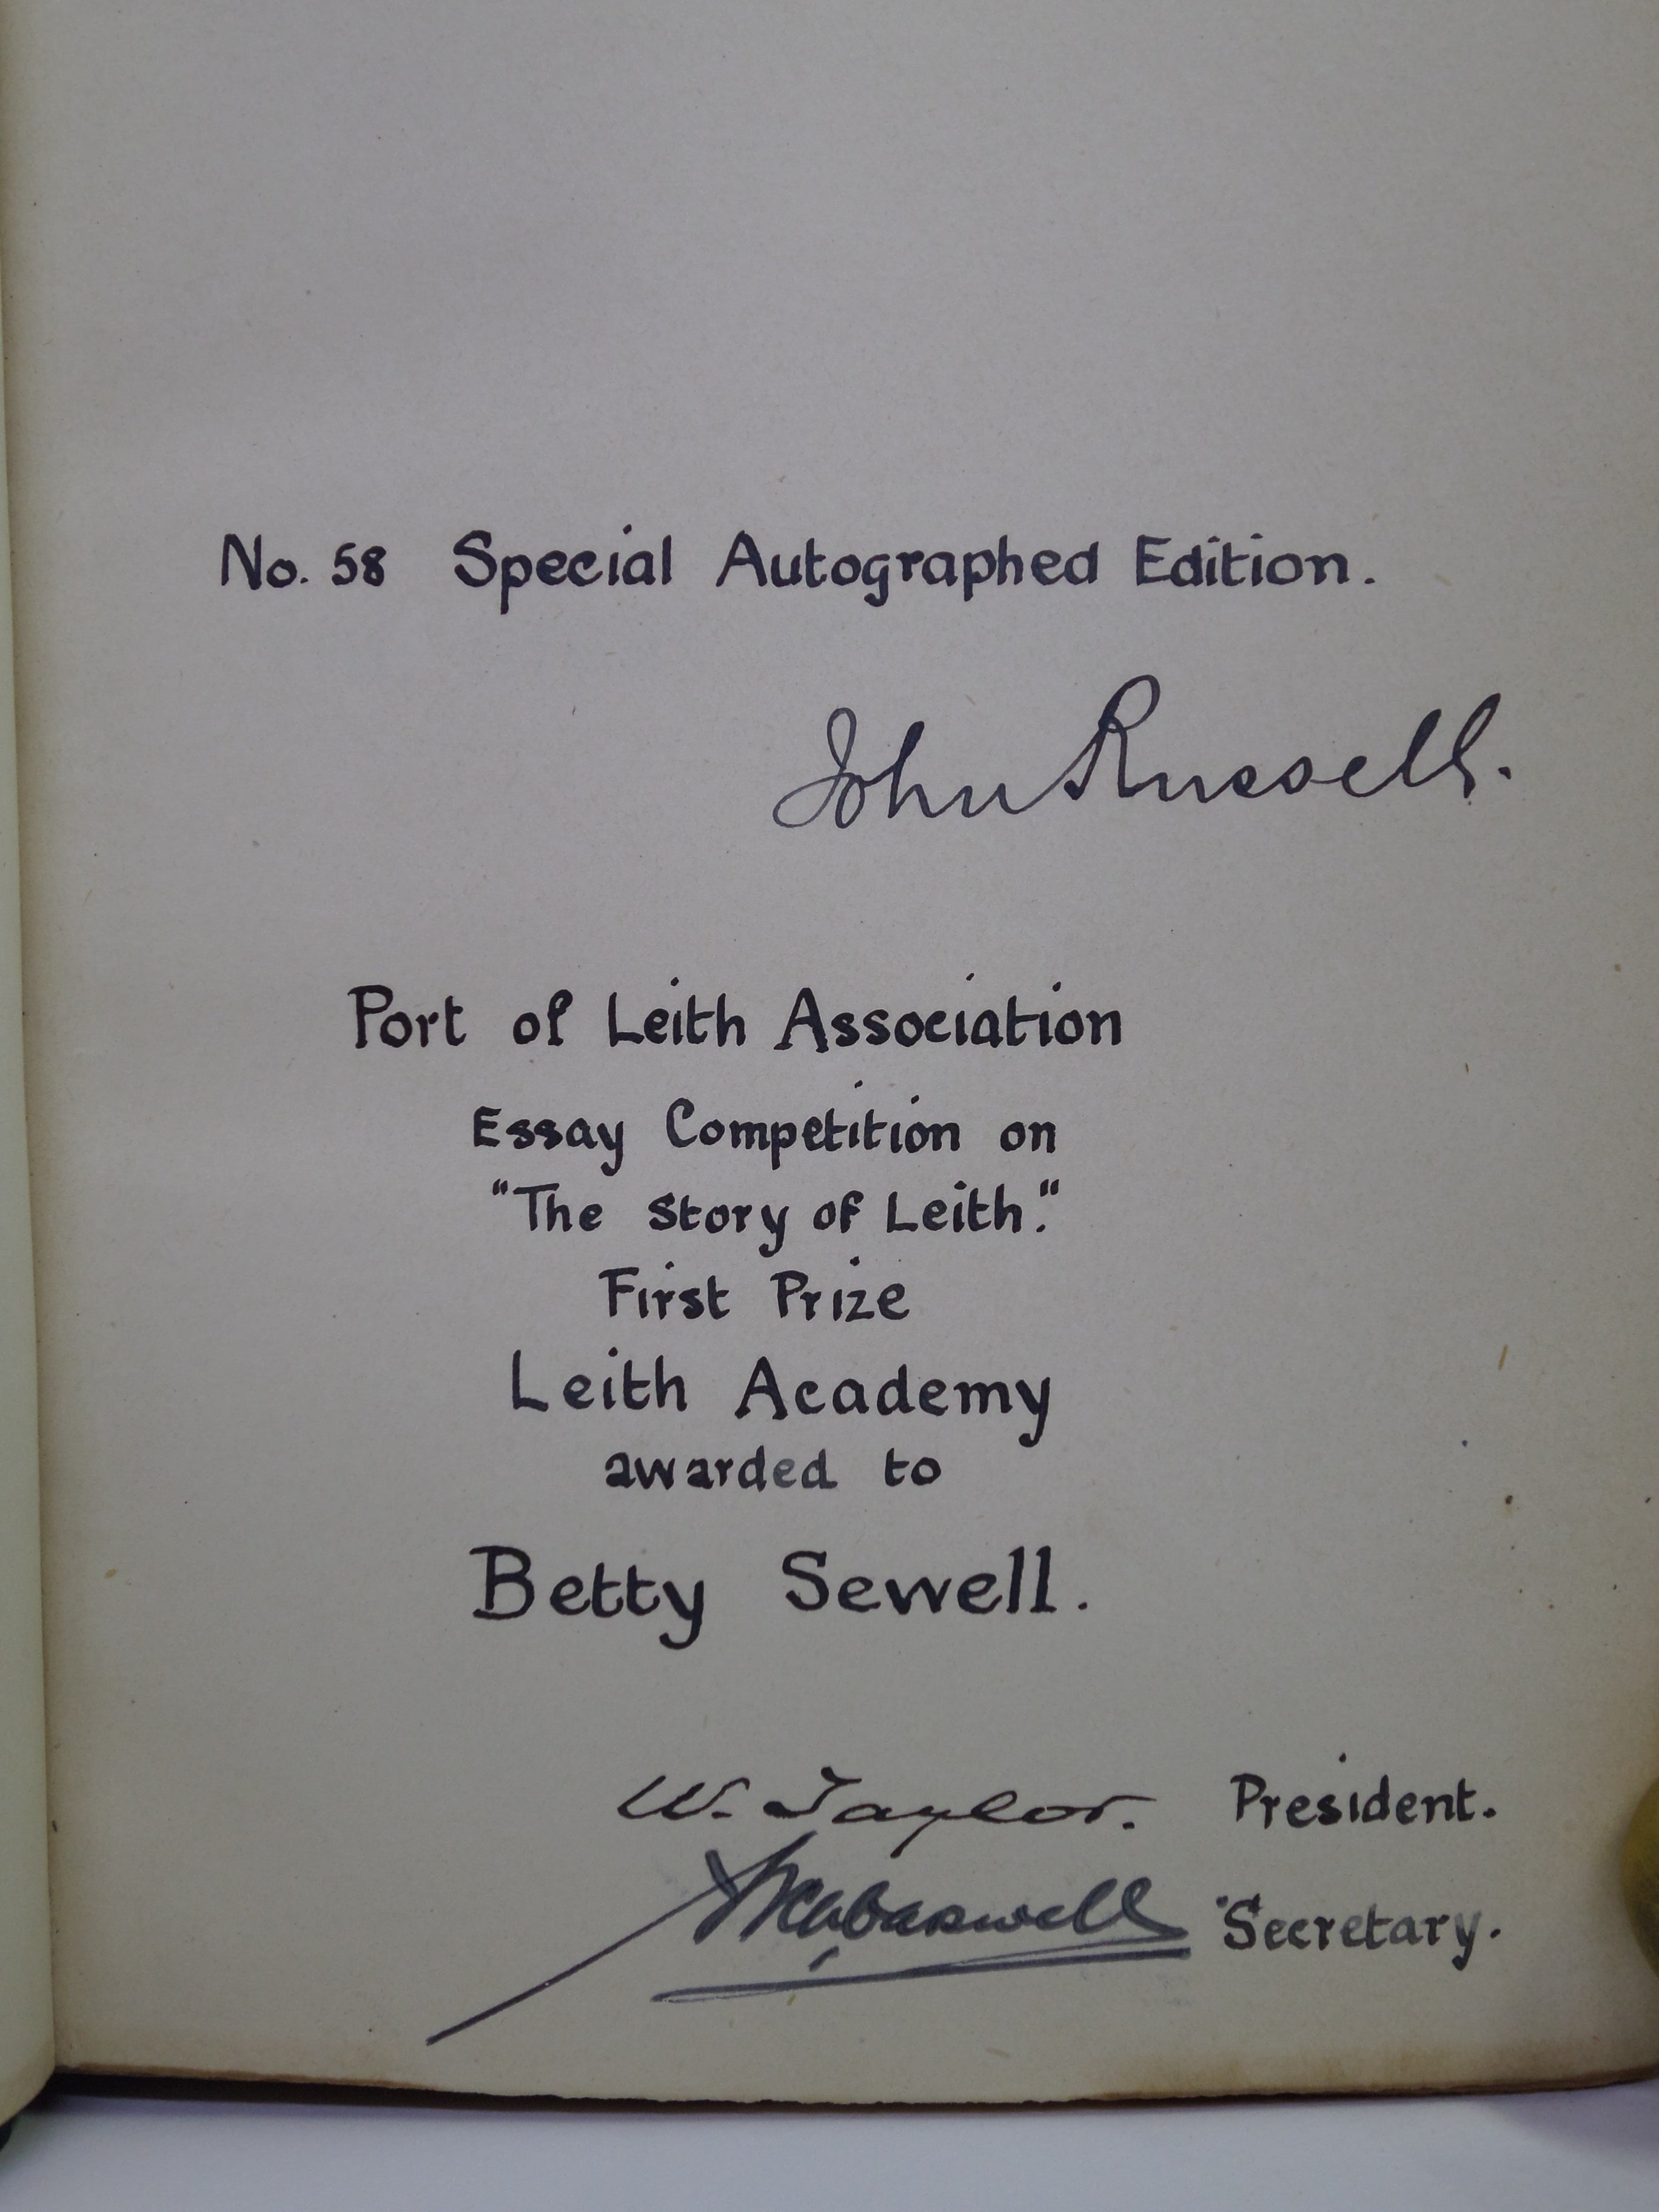 No. 58 Special Autographed Edition.
John Russell.
Port of Leith Association
Essay Competition on
"The Story of Leith."
First Prize
Leith Academy
awarded to
Betty Sewell.
W. Taylor. President.
Secretary.